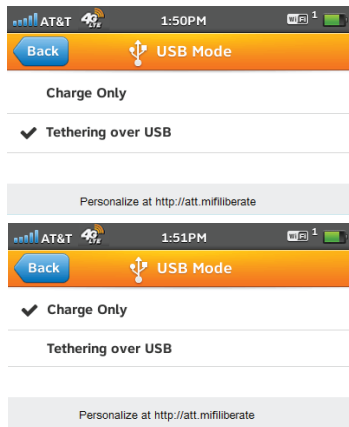 AT&T 4G LTE 1:50PM WiFi 1
Back USB Mode
Charge Only
Tethering over USB
Personalize at http://att.mifiliberate
AT&T 4G LTE 1:51PM WiFi 1
Back USB Mode
Charge Only
Tethering over USB
Personalize at http://att.mifiliberate